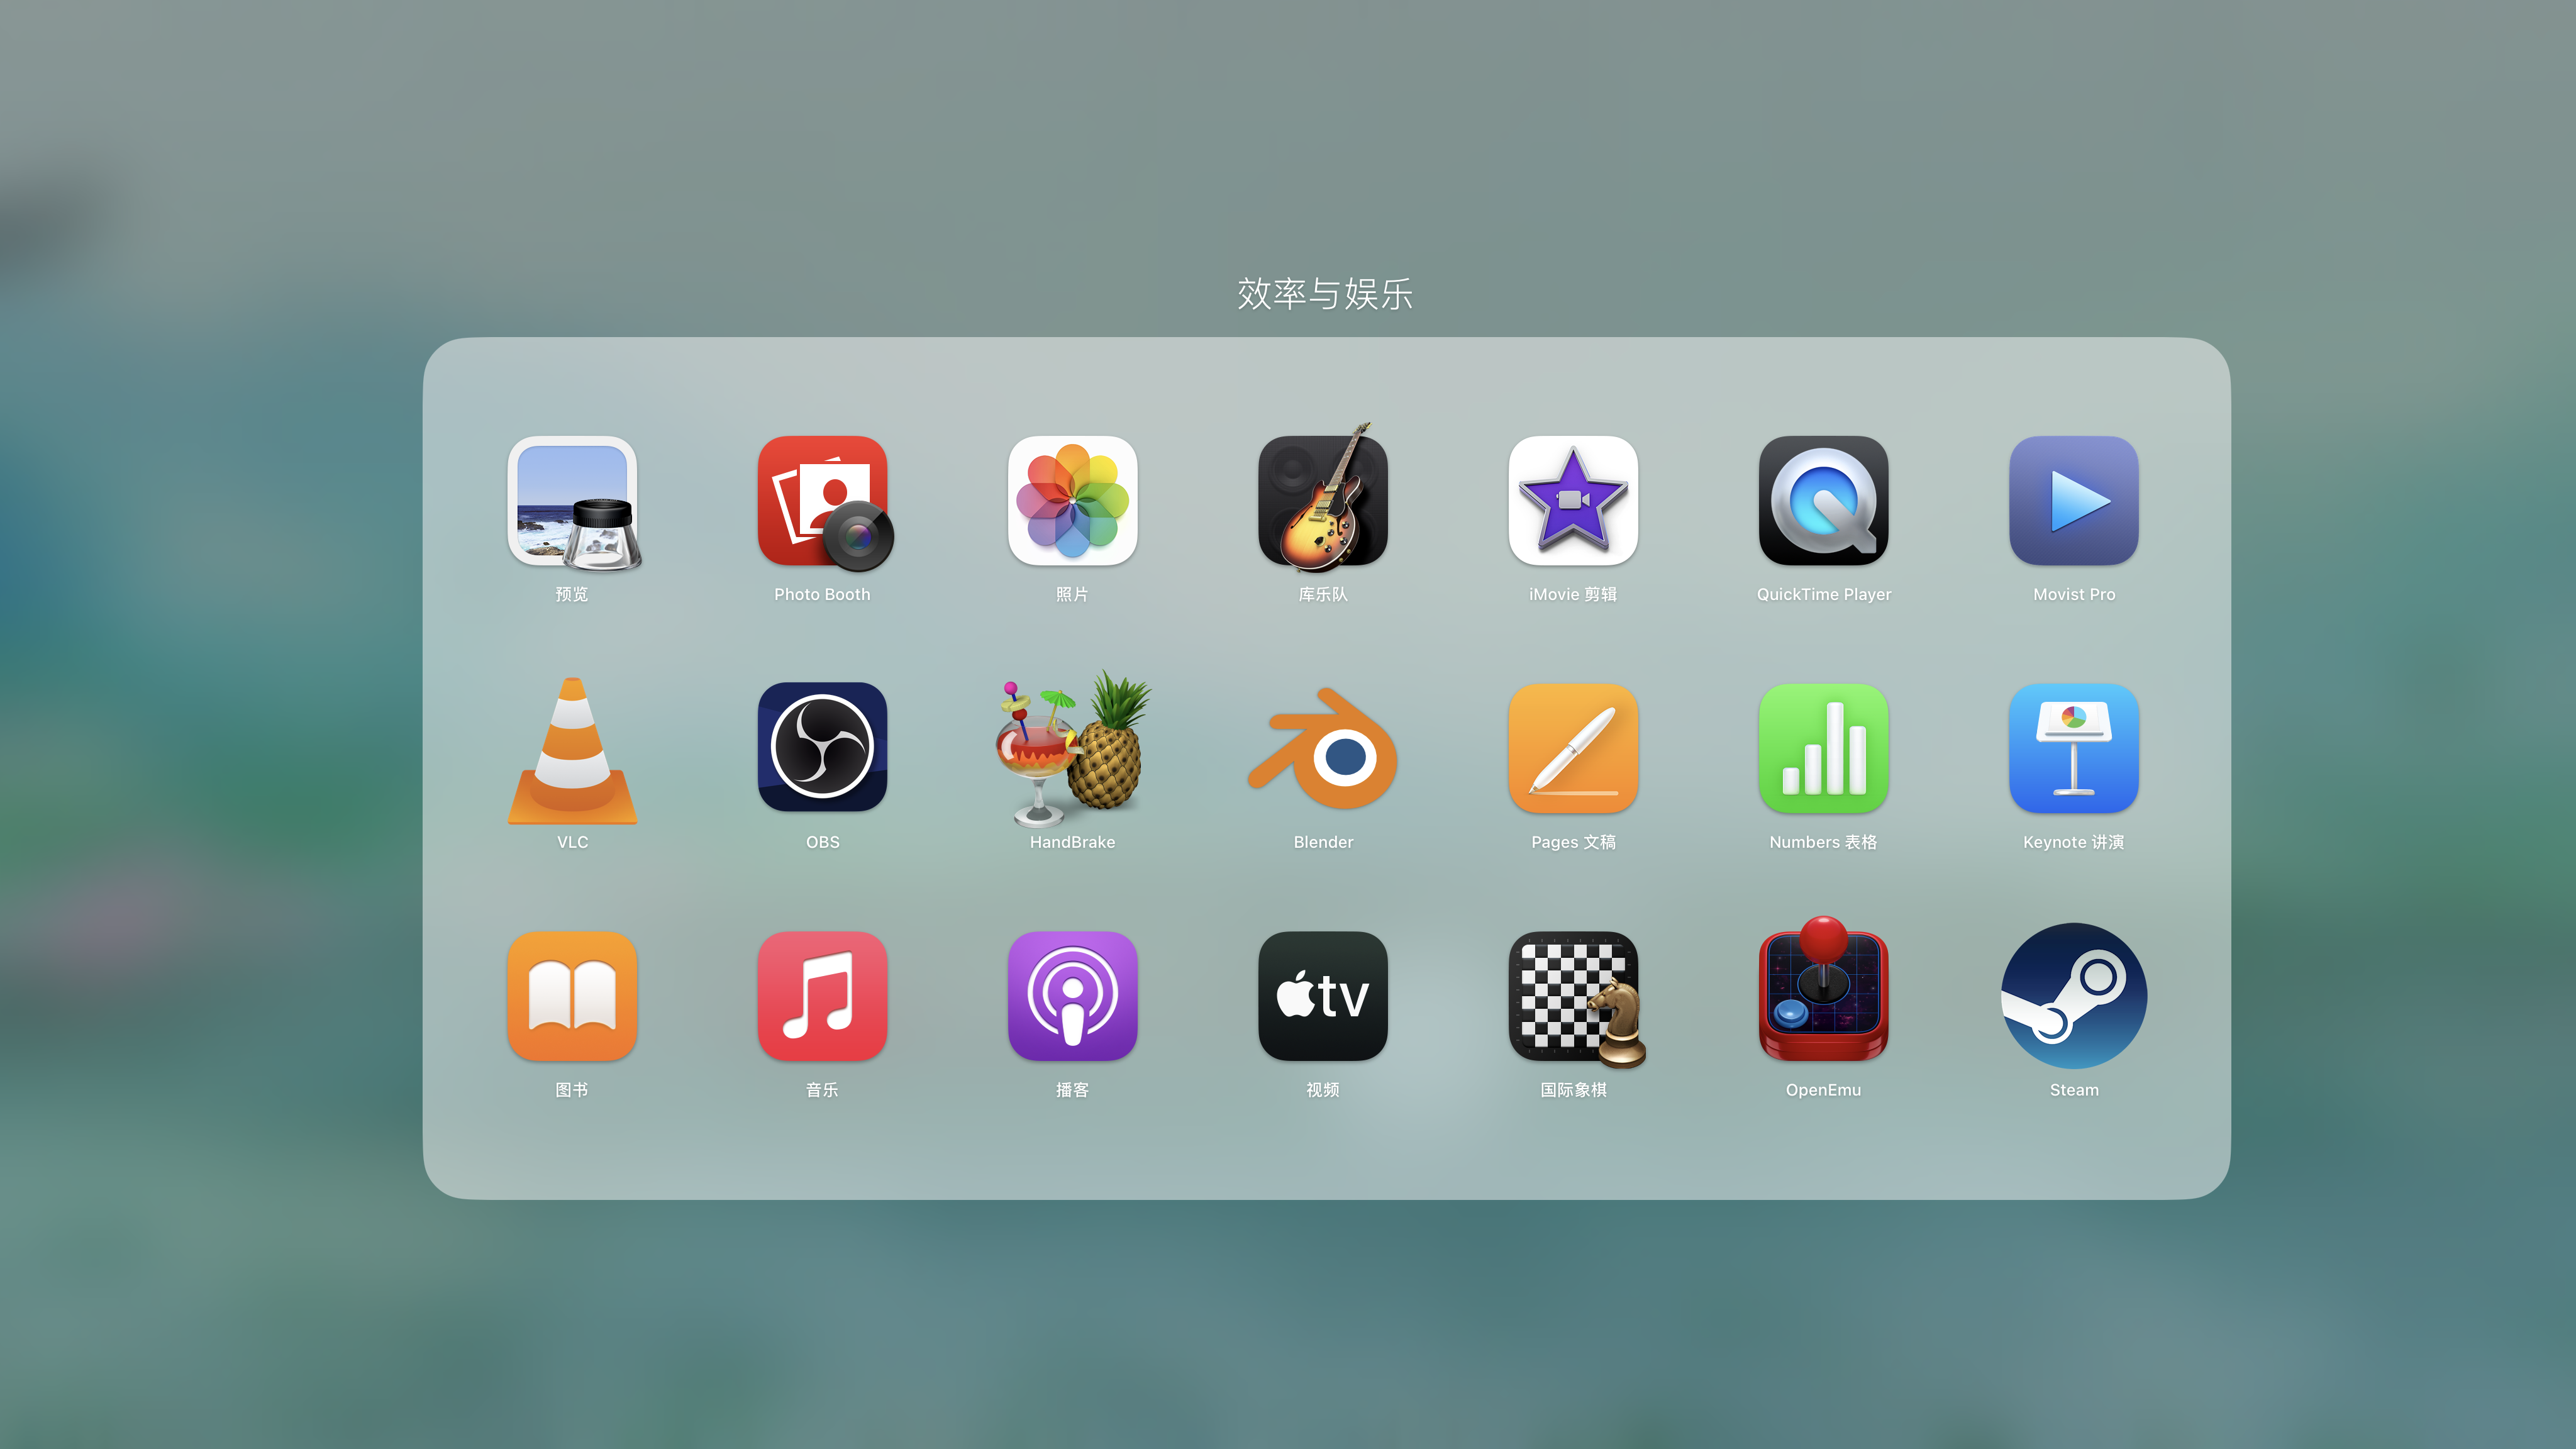 效率与娱乐
预览
Photo Booth
照片
库乐队
iMovie 剪辑
QuickTime Player
Movist Pro
VLC
OBS
HandBrake
Blender
Pages 文稿
Numbers 表格
Keynote 讲演
tv
图书
音乐
播客
视频
国际象棋
OpenEmu
Steam